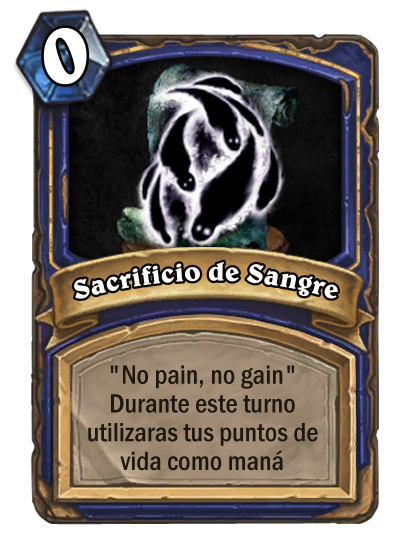 0
Sacrificio de Sangre
"No pain, no gain"
Durante este turno
utilizaras tus puntos de
vida como maná